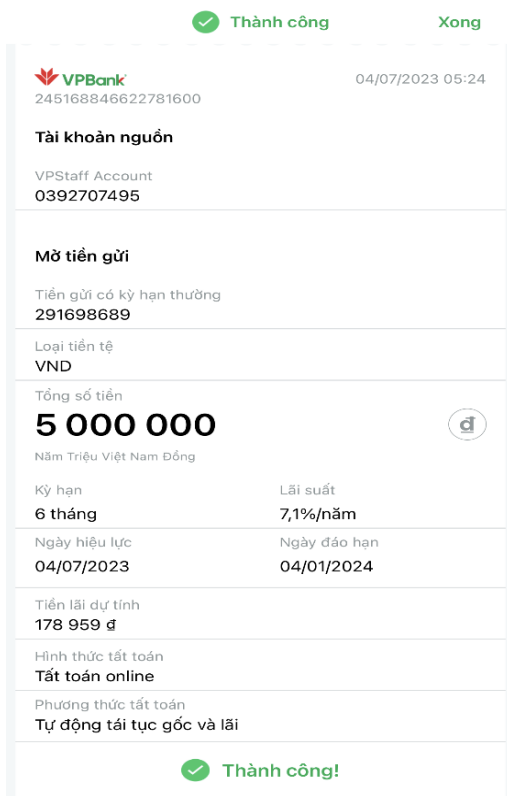 Thành công
Xong
VPBank
04/07/2023 05:24
245168846622781600
Tài khoản nguồn
VPStaff Account
0392707495
Mở tiền gửi
Tiền gửi có kỳ hạn thường
291698689
Loại tiền tệ
VND
Tổng số tiền
5 000 000
đ
Năm Triệu Việt Nam Đồng
Kỳ hạn
Lãi suất
6 tháng
7,1%/năm
Ngày hiệu lực
Ngày đáo hạn
04/07/2023
04/01/2024
Tiền lãi dự tính
178 959 ₫
Hình thức tất toán
Tất toán online
Phương thức tất toán
Tự động tái tục gốc và lãi
Thành công!